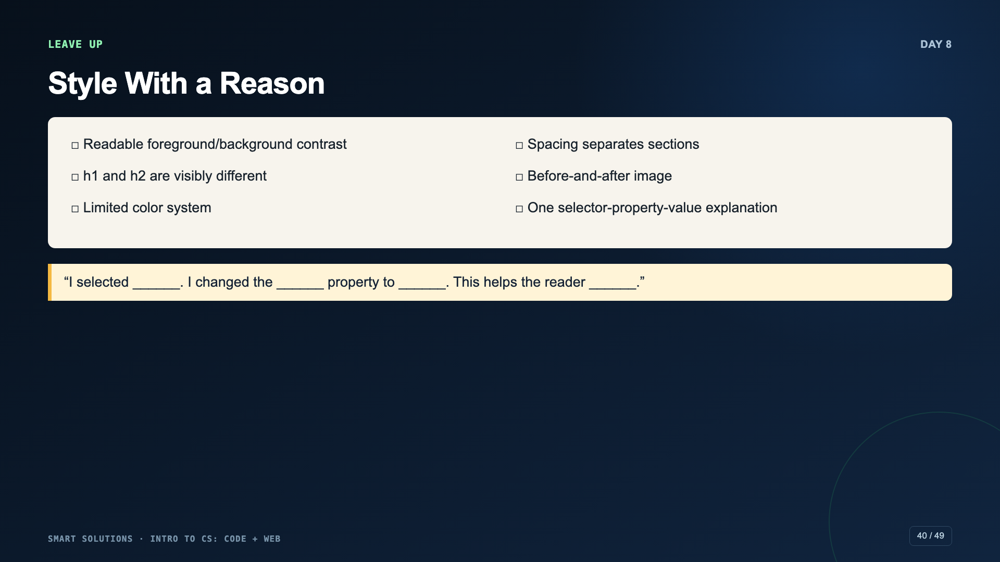 LEAVE UP
DAY 8
Style With a Reason
□ Readable foreground/background contrast
□ h1 and h2 are visibly different
□ Limited color system
□ Spacing separates sections
□ Before-and-after image
□ One selector-property-value explanation
“I selected ______. I changed the ______ property to ______. This helps the reader ______.”
SMART SOLUTIONS · INTRO TO CS: CODE + WEB
40 / 49